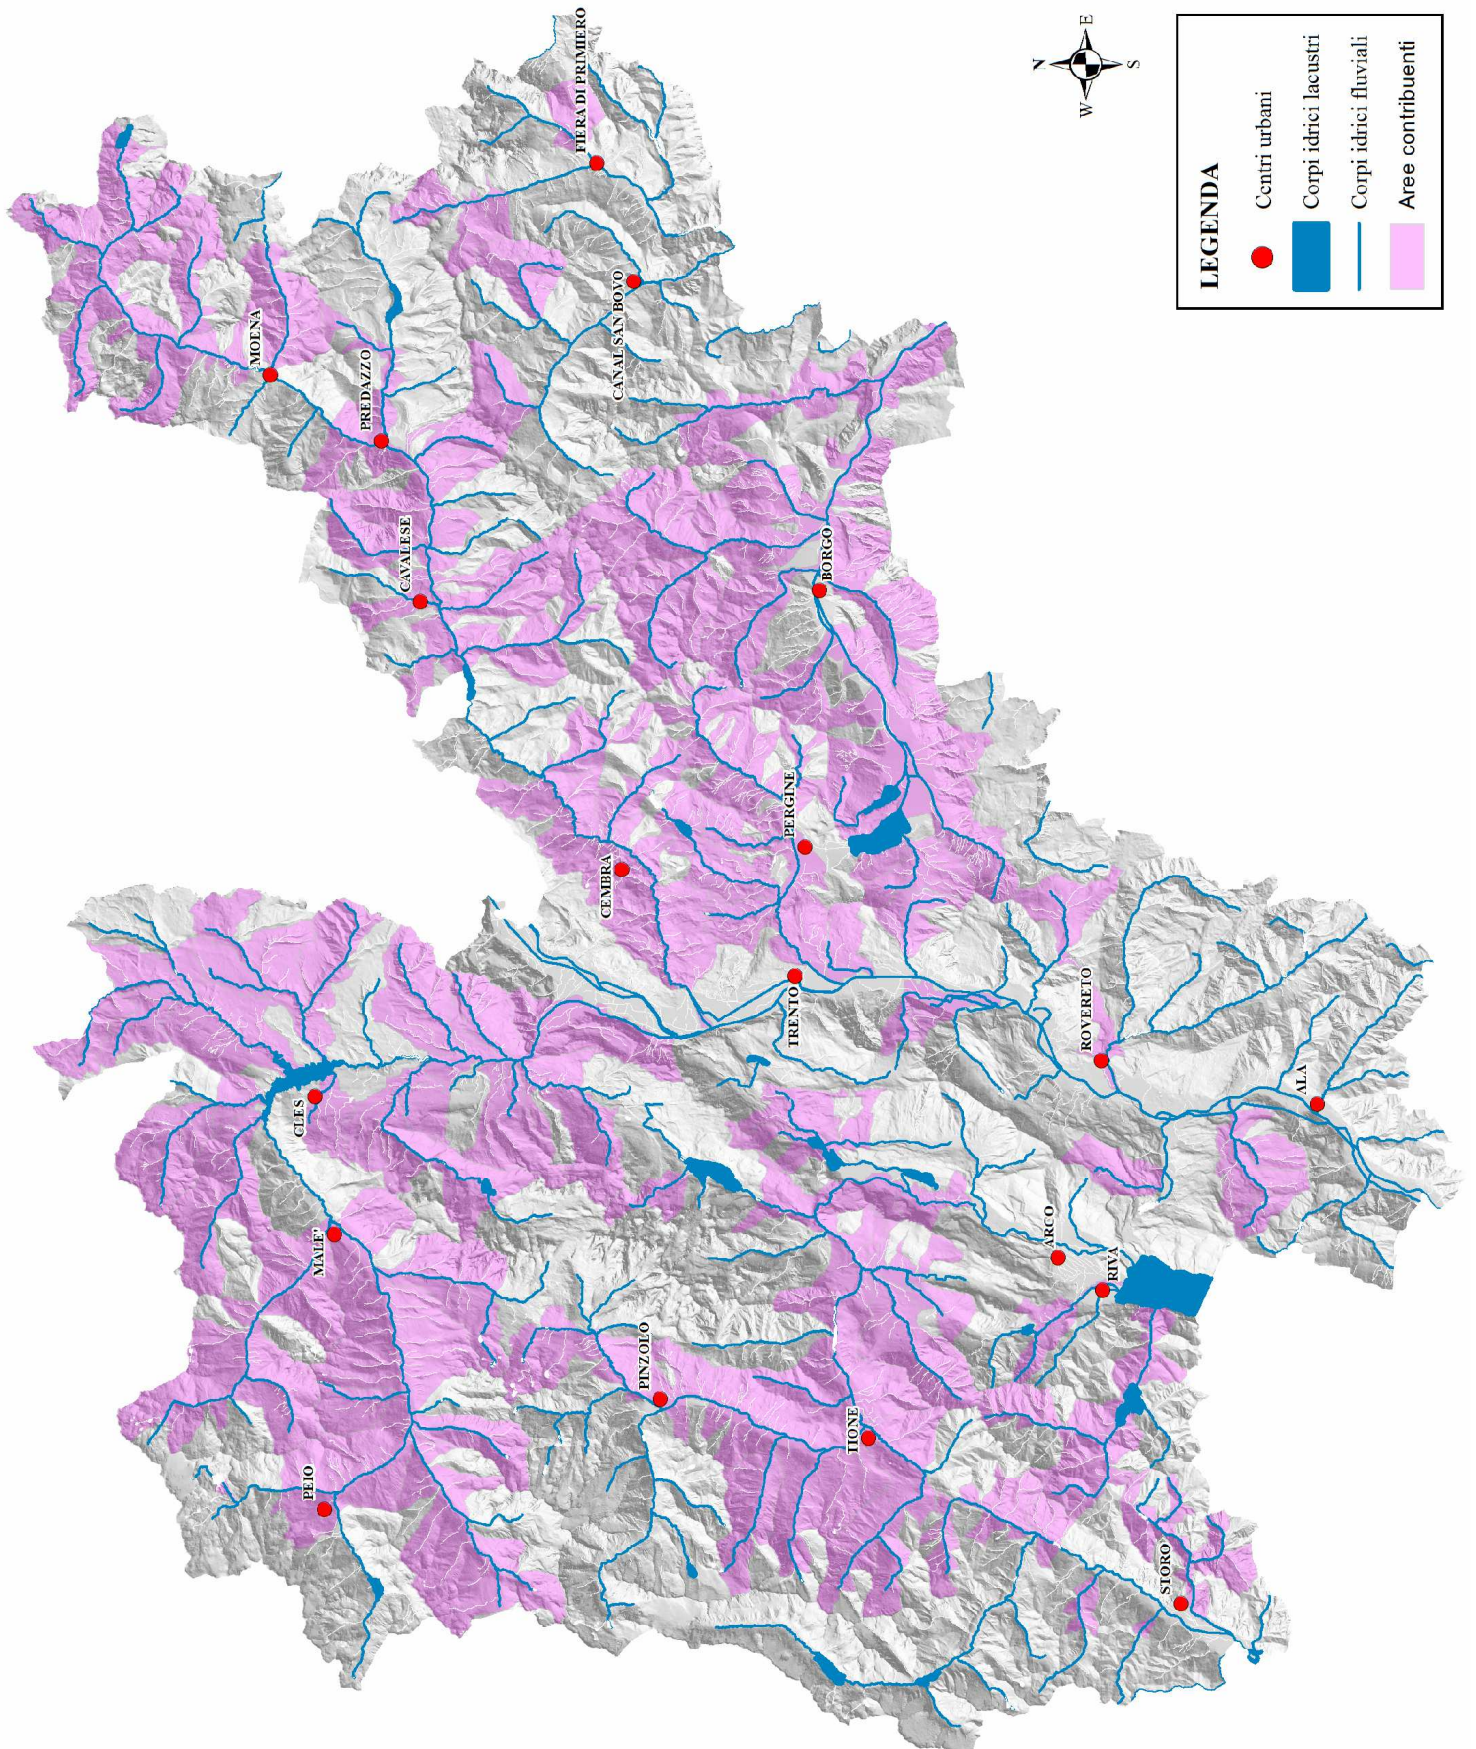 MOENA
PREDAZZO
CAVALESE
FIERA DI PRIMIERO
CANAL SAN BOVO
BORGO
PERGINE
CEMBRA
TRENTO
CLES
MALE'
PEIO
PINZOLO
TIONE
ROVERETO
ARCO
RIVA
ALA
STORO
N
E
W
S
LEGENDA
Centri urbani
Corpi idrici lacustri
Corpi idrici fluviali
Aree contribuenti